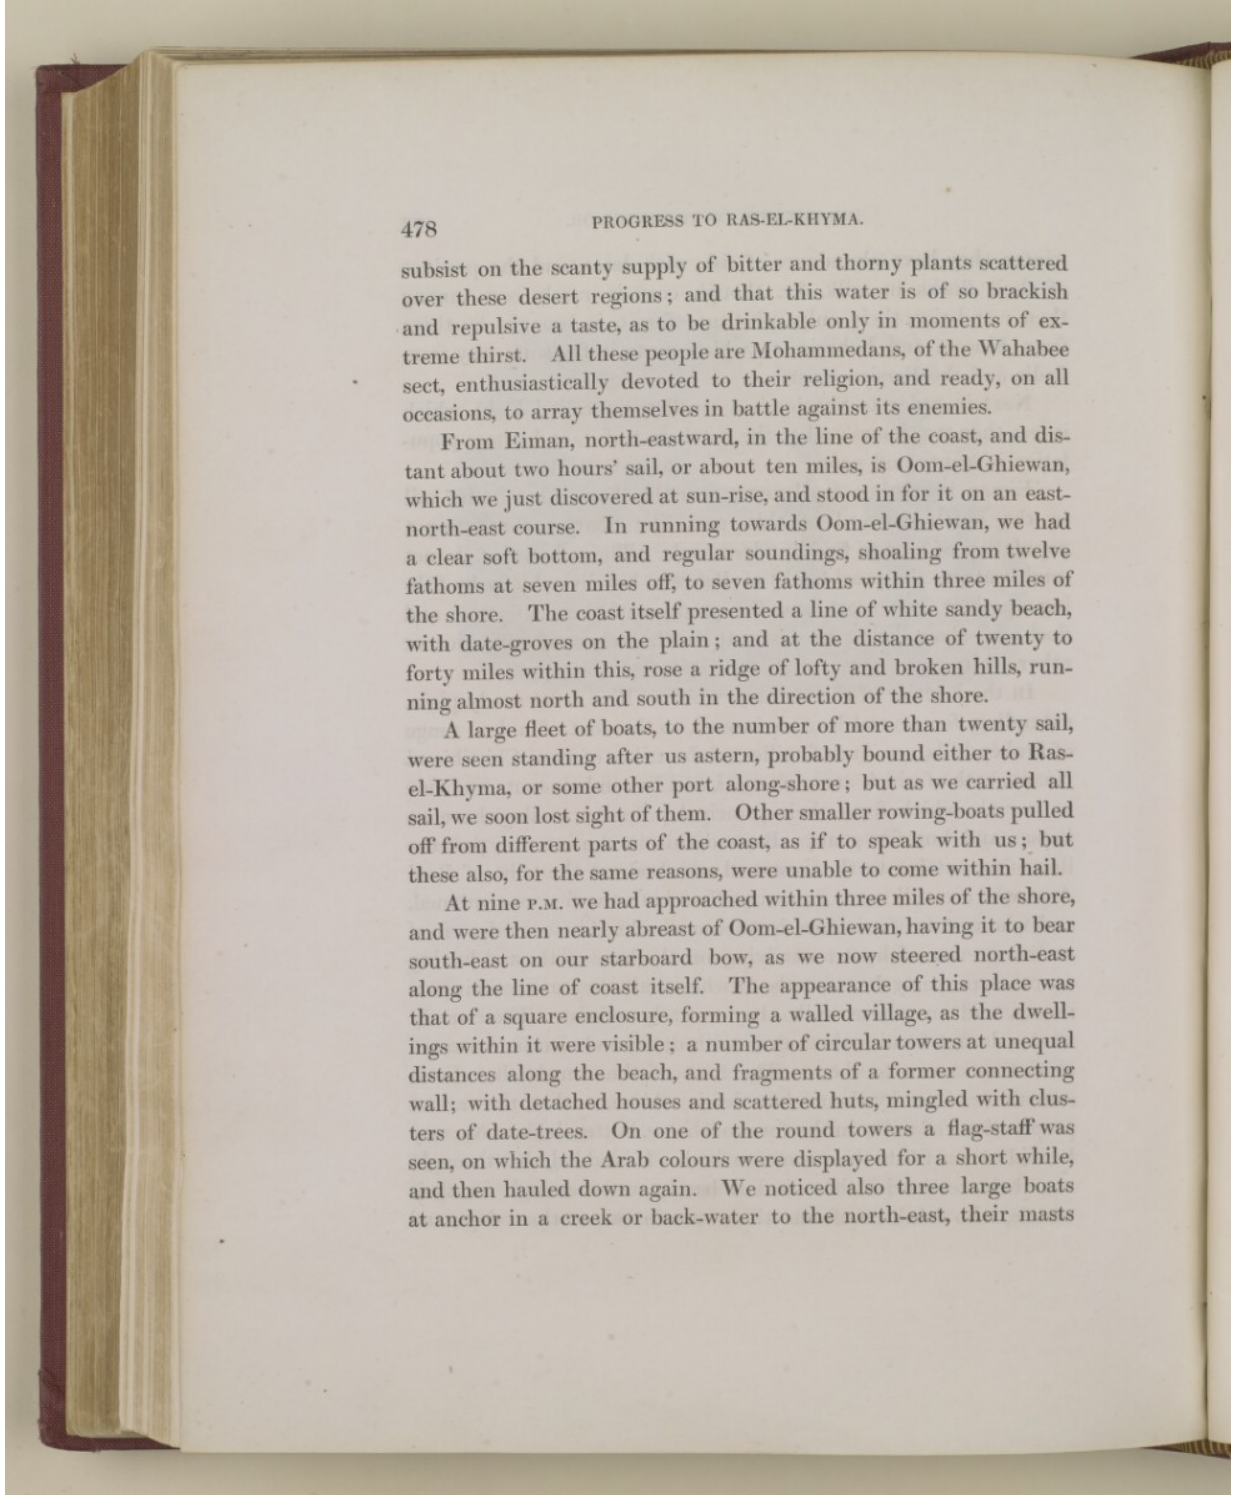 478
PROGRESS TO RAS-EL-KHYMA.
subsist on the scanty supply of bitter and thorny plants scattered
over these desert regions; and that this water is of so brackish
and repulsive a taste, as to be drinkable only in moments of ex-
treme thirst. All these people are Mohammedans, of the Wahabee
sect, enthusiastically devoted to their religion, and ready, on all
occasions, to array themselves in battle against its enemies.
From Eiman, north-eastward, in the line of the coast, and dis-
tant about two hours' sail, or about ten miles, is Oom-el-Ghiewan,
which we just discovered at sun-rise, and stood in for it on an east-
north-east course. In running towards Oom-el-Ghiewan, we had
a clear soft bottom, and regular soundings, shoaling from twelve
fathoms at seven miles off, to seven fathoms within three miles of
the shore. The coast itself presented a line of white sandy beach,
with date-groves on the plain; and at the distance of twenty to
forty miles within this, rose a ridge of lofty and broken hills, run-
ning almost north and south in the direction of the shore.
A large fleet of boats, to the number of more than twenty sail,
were seen standing after us astern, probably bound either to Ras-
el-Khyma, or some other port along-shore; but as we carried all
sail, we soon lost sight of them. Other smaller rowing-boats pulled
off from different parts of the coast, as if to speak with us; but
these also, for the same reasons, were unable to come within hail.
At nine P.M. we had approached within three miles of the shore,
and were then nearly abreast of Oom-el-Ghiewan, having it to bear
south-east on our starboard bow, as we now steered north-east
along the line of coast itself. The appearance of this place was
that of a square enclosure, forming a walled village, as the dwell-
ings within it were visible; a number of circular towers at unequal
distances along the beach, and fragments of a former connecting
wall; with detached houses and scattered huts, mingled with clus-
ters of date-trees. On one of the round towers a flag-staff was
seen, on which the Arab colours were displayed for a short while,
and then hauled down again. We noticed also three large boats
at anchor in a creek or back-water to the north-east, their masts